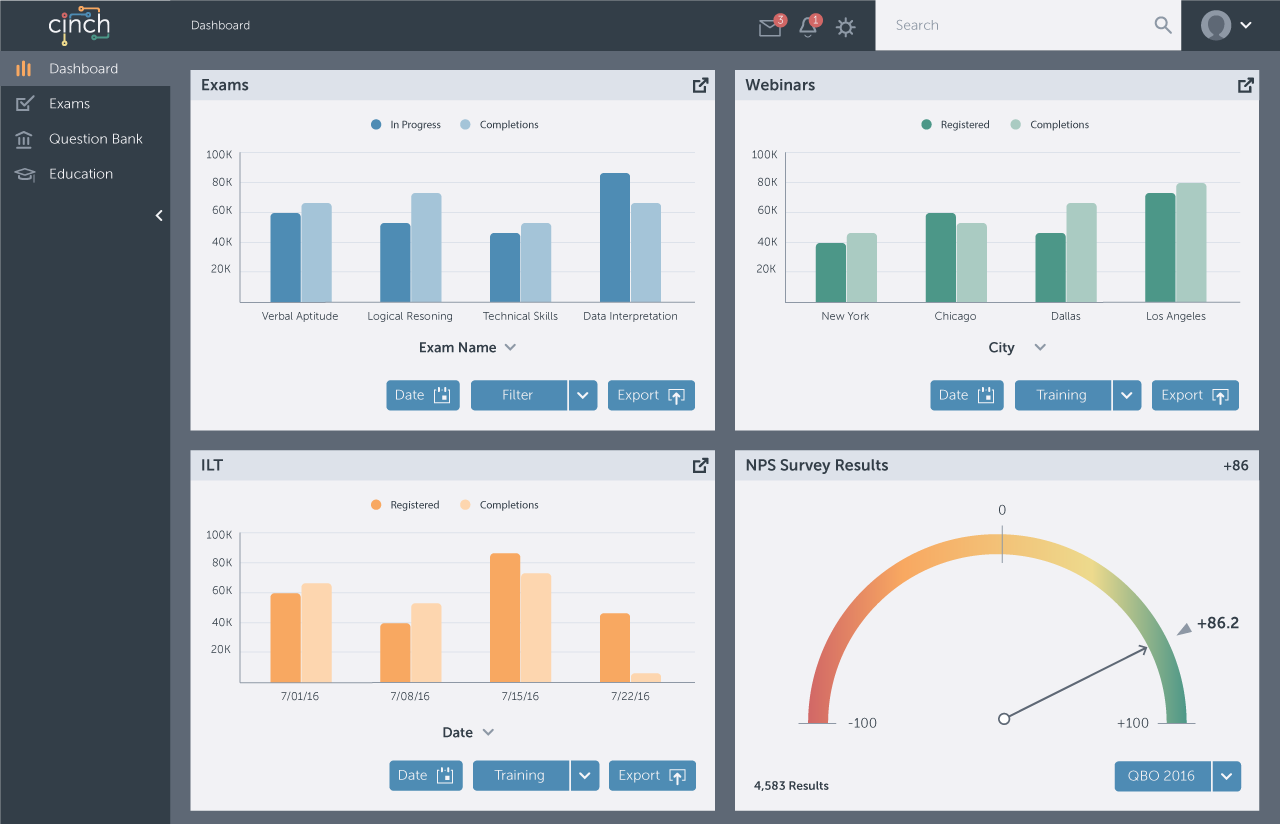 cinch
Dashboard
3
1
Search
Dashboard
Exams
Question Bank
Education
Exams
In Progress Completions
100K
80K
60K
40K
20K
Verbal Aptitude Logical Resoning Technical Skills Data Interpretation
Exam Name
Date Filter Export
Webinars
Registered Completions
100K
80K
60K
40K
20K
New York Chicago Dallas Los Angeles
City
Date Training Export
ILT
Registered Completions
100K
80K
60K
40K
20K
7/01/16 7/08/16 7/15/16 7/22/16
Date
Date Training Export
NPS Survey Results +86
0
+86.2
-100 +100
4,583 Results
QBO 2016